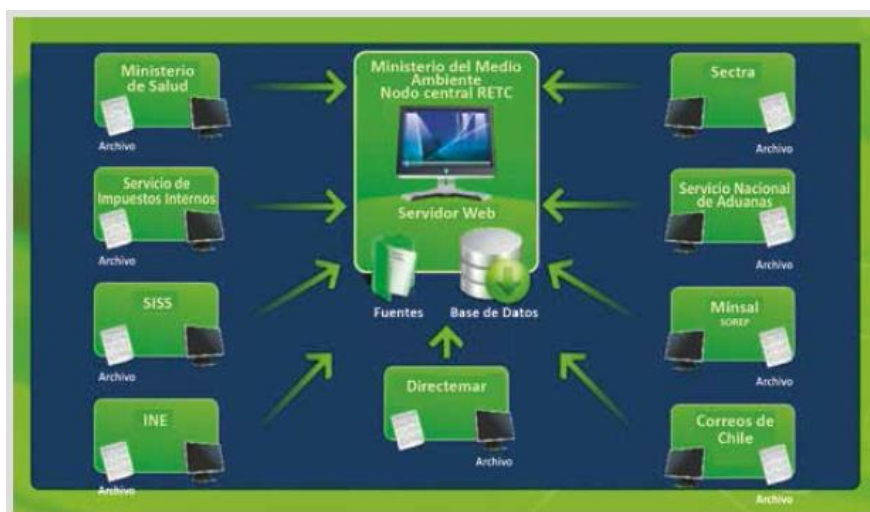 Ministerio
de Salud
Archivo
Servicio de
Impuestos Internos
Archivo
SISS
Archivo
INE
Archivo
Ministerio del Medio
Ambiente
Nodo central RETC
Servidor Web
Fuentes
Base de Datos
Directemar
Archivo
Sectra
Archivo
Servicio Nacional
de Aduanas
Archivo
Minsal
SOREP
Archivo
Correos de
Chile
Archivo